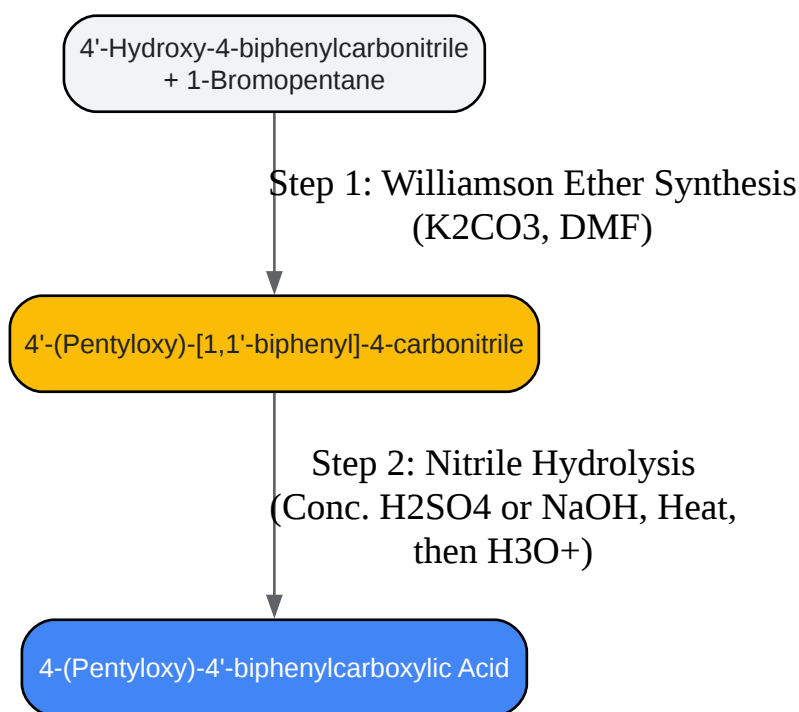 4'-Hydroxy-4-biphenylcarbonitrile
+ 1-Bromopentane
Step 1: Williamson Ether Synthesis
(K2CO3, DMF)
4'-(Pentyloxy)-[1,1'-biphenyl]-4-carbonitrile
Step 2: Nitrile Hydrolysis
(Conc. H2SO4 or NaOH, Heat,
then H3O+)
4-(Pentyloxy)-4'-biphenylcarboxylic Acid